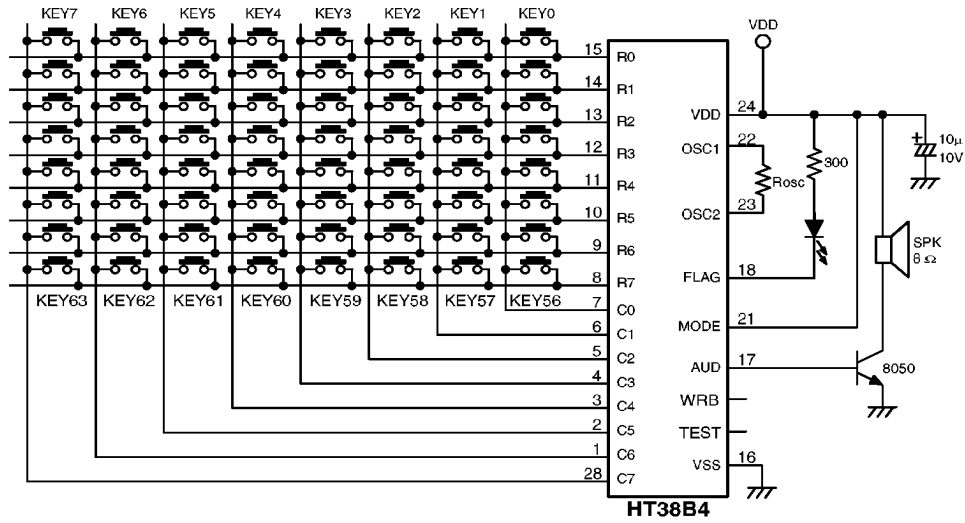 KEY7 KEY6 KEY5 KEY4 KEY3 KEY2 KEY1 KEY0
VDD
15 R0
14 R1
13 R2
12 R3
11 R4
10 R5
9 R6
8 R7
KEY63 KEY62 KEY61 KEY60 KEY59 KEY58 KEY57 KEY56
7 C0
6 C1
5 C2
4 C3
3 C4
2 C5
1 C6
28 C7
VDD 24
OSC1 22
Rosc
OSC2 23
300
+ 10μ
10V
SPK
8 Ω
FLAG 18
MODE 21
AUD 17
8050
WRB
TEST
VSS 16
HT38B4